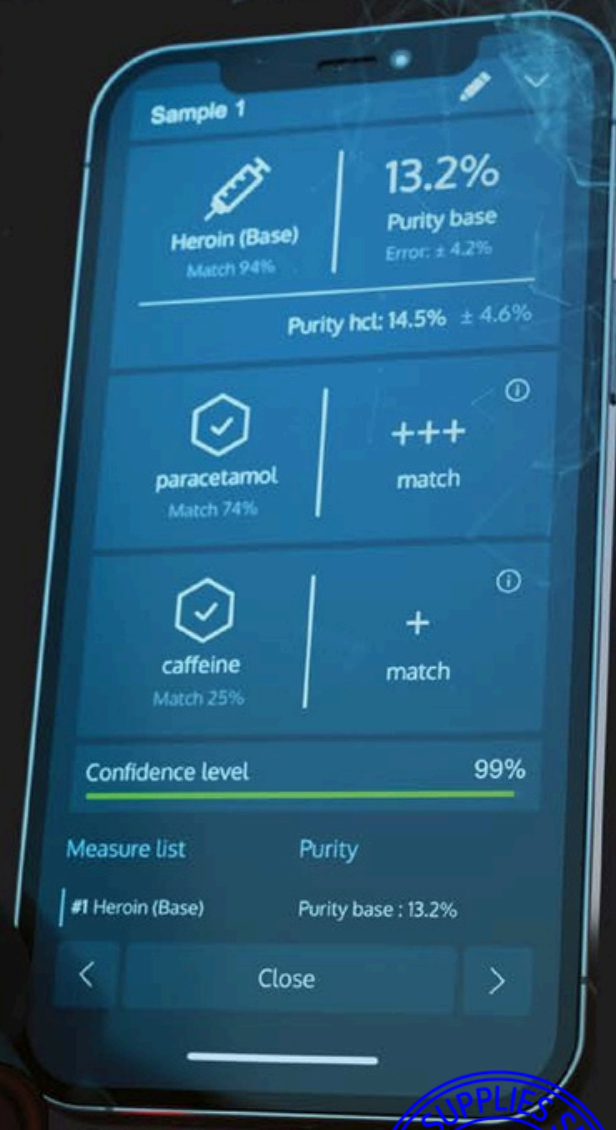 Sample 1
13.2%
Heroin (Base)
Purity base
Match 94%
Error: ± 4.2%
Purity hcl: 14.5% ± 4.6%
paracetamol
+++
Match 74%
match
caffeine
+
Match 25%
match
Confidence level 99%
Measure list Purity
#1 Heroin (Base) Purity base : 13.2%
< Close >
SUPPLIES